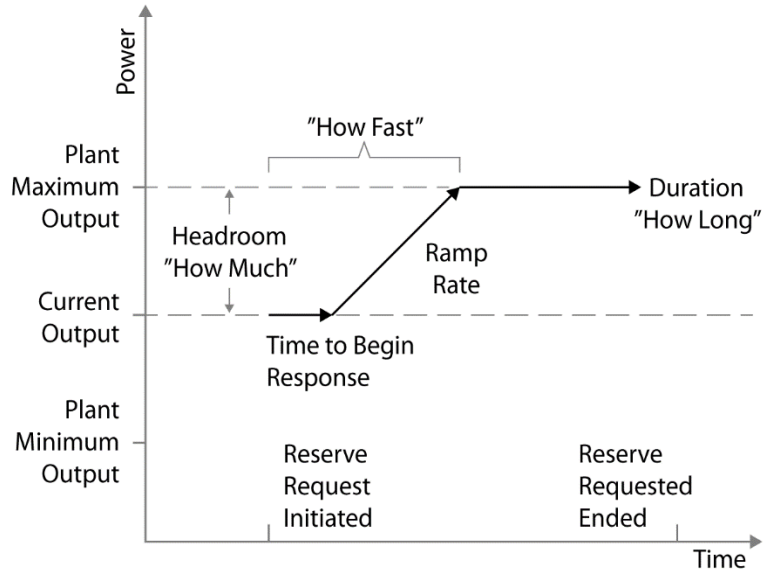 Power
"How Fast"
Plant
Maximum
Output
Duration
"How Long"
Headroom
"How Much"
Ramp
Rate
Current
Output
Time to Begin
Response
Plant
Minimum
Output
Reserve
Request
Initiated
Reserve
Requested
Ended
Time